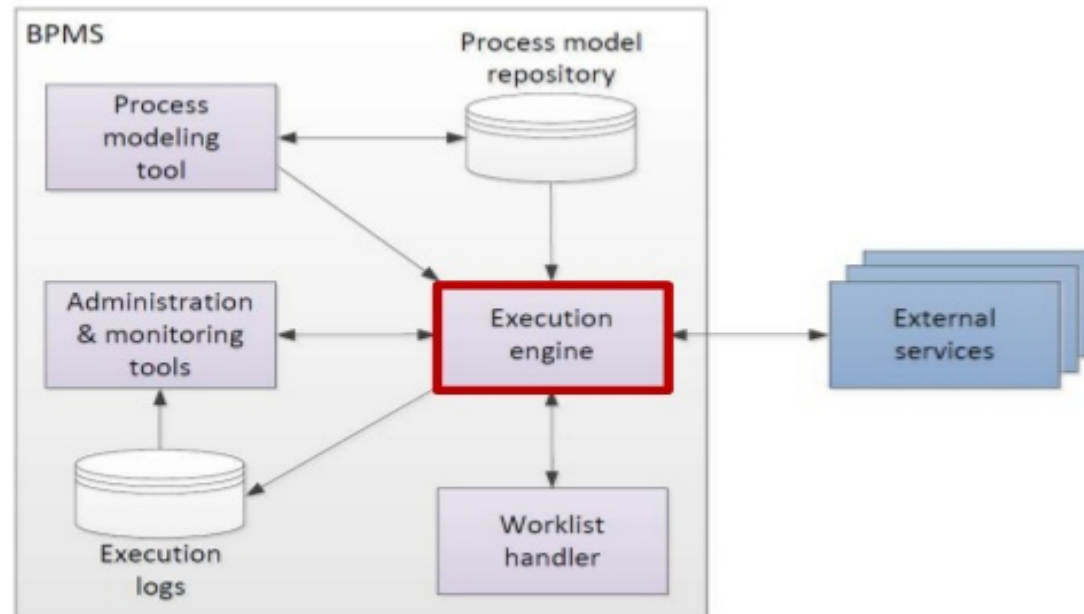 BPMS
Process model
repository
Process
modeling
tool
Administration
& monitoring
tools
Execution
engine
External
services
Execution
logs
Worklist
handler